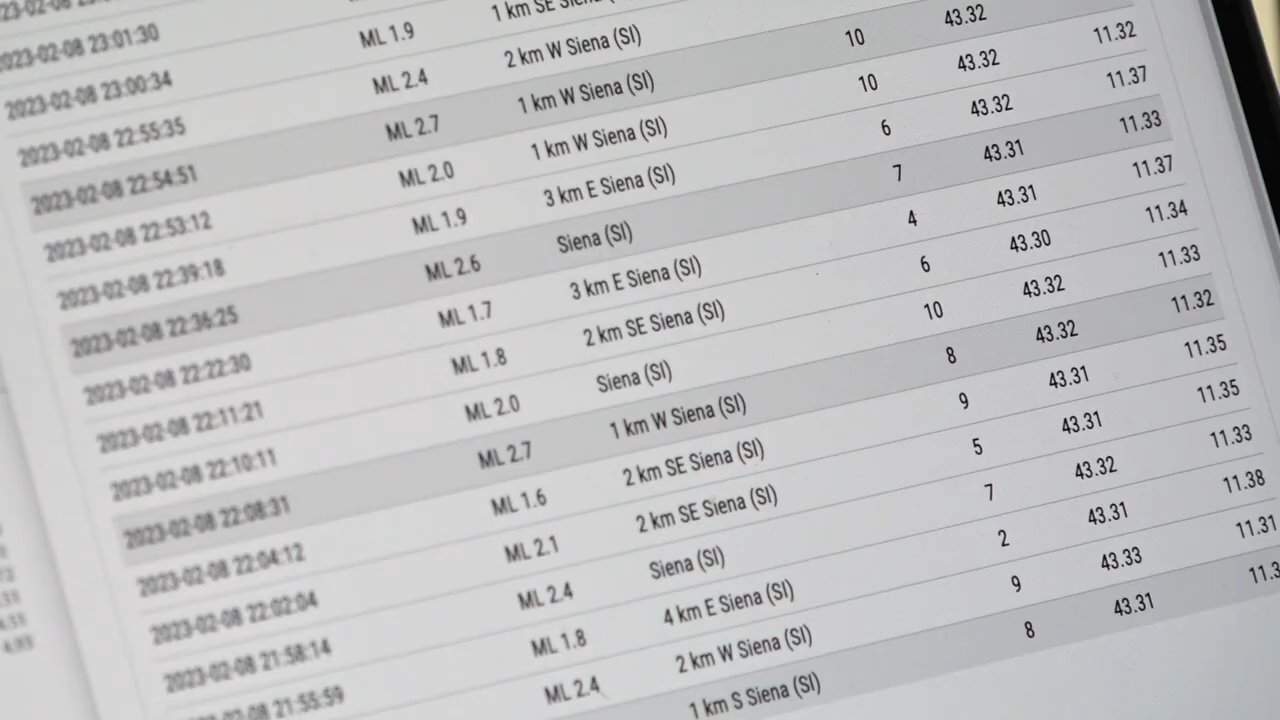 2023-02-08 23:01:30
2023-02-08 23:00:34 ML 1.9 1 km SE Siena
2023-02-08 22:55:35 ML 2.4 2 km W Siena (SI)
2023-02-08 22:54:51 ML 2.7 1 km W Siena (SI) 10 43.32
2023-02-08 22:53:12 ML 2.0 1 km W Siena (SI) 10 43.32 11.32
2023-02-08 22:39:18 ML 1.9 3 km E Siena (SI) 6 43.32 11.37
2023-02-08 22:36:25 ML 2.6 Siena (SI) 7 43.31 11.33
2023-02-08 22:22:30 ML 1.7 3 km E Siena (SI) 4 43.31 11.37
2023-02-08 22:11:21 ML 1.8 2 km SE Siena (SI) 6 43.30 11.34
2023-02-08 22:10:11 ML 2.0 Siena (SI) 10 43.32 11.33
2023-02-08 22:08:31 ML 2.7 1 km W Siena (SI) 8 43.32 11.32
2023-02-08 22:04:12 ML 1.6 2 km SE Siena (SI) 9 43.31 11.35
2023-02-08 22:02:04 ML 2.1 2 km SE Siena (SI) 5 43.31 11.35
2023-02-08 21:58:14 ML 2.4 Siena (SI) 7 43.32 11.33
2023-02-08 21:55:59 ML 1.8 4 km E Siena (SI) 2 43.31 11.38
ML 2.4 2 km W Siena (SI) 9 43.33 11.31
1 km S Siena (SI) 8 43.31 11.3